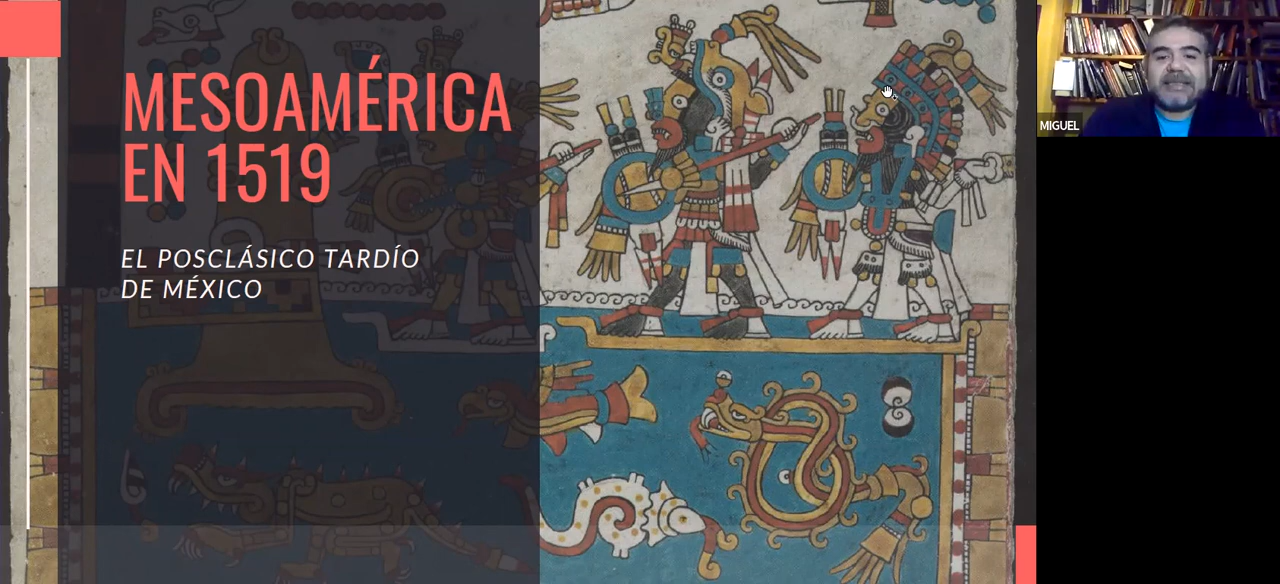 MESOAMÉRICA
EN 1519
EL POSCLÁSICO TARDÍO
DE MÉXICO
MIGUEL